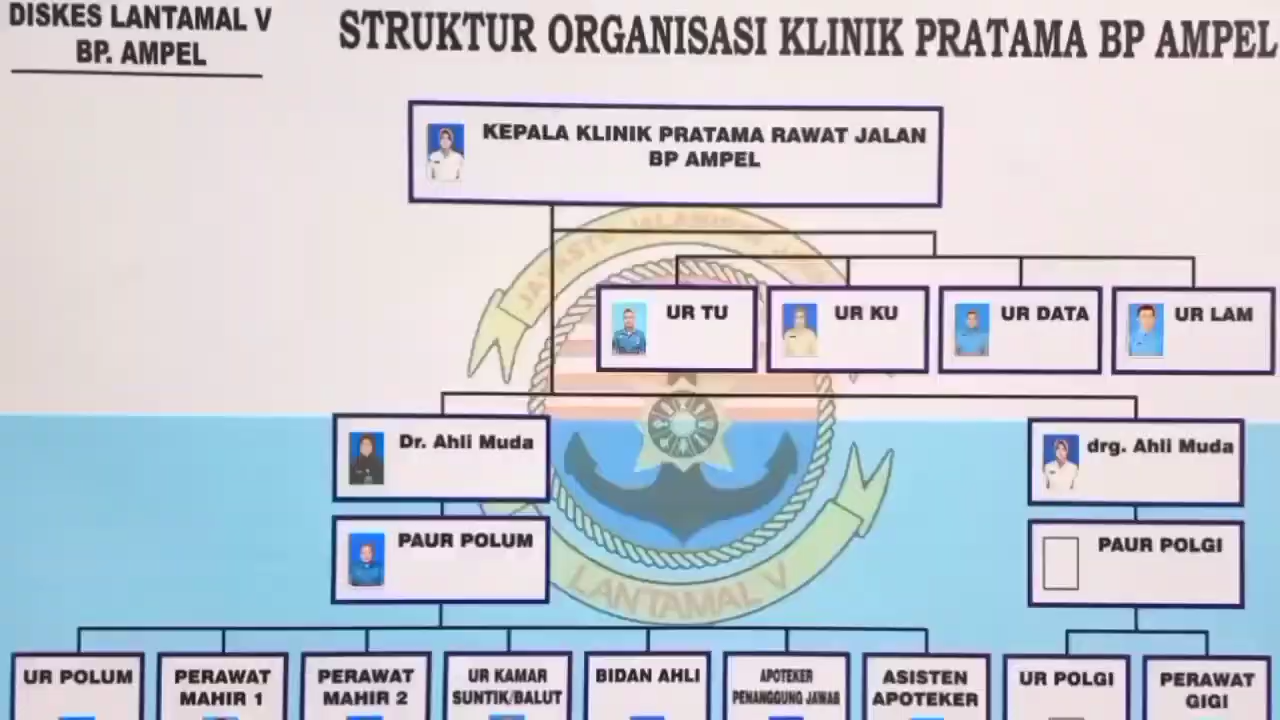 DISKES LANTAMAL V
BP. AMPEL
STRUKTUR ORGANISASI KLINIK PRATAMA BP AMPEL
KEPALA KLINIK PRATAMA RAWAT JALAN
BP AMPEL
UR TU
UR KU
UR DATA
UR LAM
Dr. Ahli Muda
drg. Ahli Muda
PAUR POLUM
PAUR POLGI
LANTAMAL V
UR POLUM
PERAWAT
MAHIR 1
PERAWAT
MAHIR 2
UR KAMAR
SUNTIK/BALUT
BIDAN AHLI
APOTEKER
PENANGGUNG JAWAB
ASISTEN
APOTEKER
UR POLGI
PERAWAT
GIGI